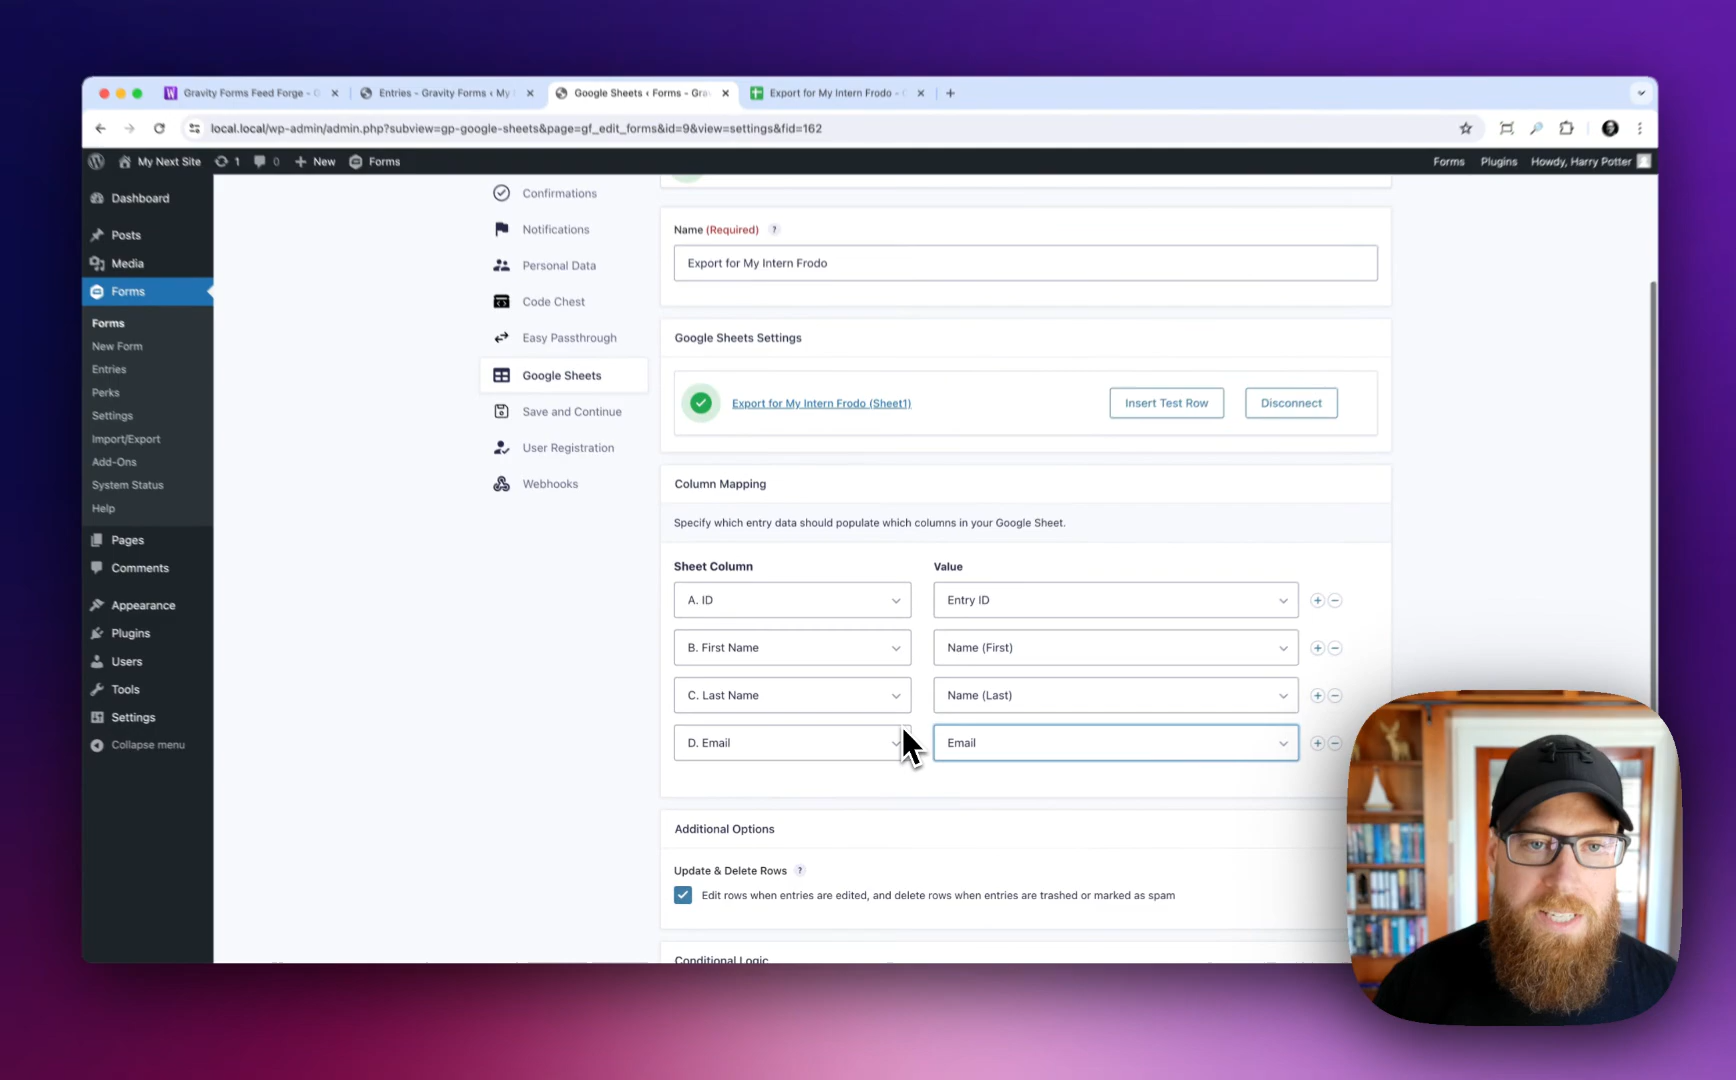 Gravity Forms Feed Forge - G
Entries - Gravity Forms ‹ My S
Google Sheets ‹ Forms - Grav
Export for My Intern Frodo - G
local.local/wp-admin/admin.php?subview=gp-google-sheets&page=gf_edit_forms&id=9&view=settings&fid=162
My Next Site
1
0
New
Forms
Forms
Plugins
Howdy, Harry Potter
Dashboard
Posts
Media
Forms
Forms
New Form
Entries
Perks
Settings
Import/Export
Add-Ons
System Status
Help
Pages
Comments
Appearance
Plugins
Users
Tools
Settings
Collapse menu
Confirmations
Notifications
Personal Data
Code Chest
Easy Passthrough
Google Sheets
Save and Continue
User Registration
Webhooks
Name (Required) ?
Export for My Intern Frodo
Google Sheets Settings
Export for My Intern Frodo (Sheet1)
Insert Test Row
Disconnect
Column Mapping
Specify which entry data should populate which columns in your Google Sheet.
Sheet Column
Value
A. ID
Entry ID
B. First Name
Name (First)
C. Last Name
Name (Last)
D. Email
Email
Additional Options
Update & Delete Rows ?
Edit rows when entries are edited, and delete rows when entries are trashed or marked as spam
Conditional Logic